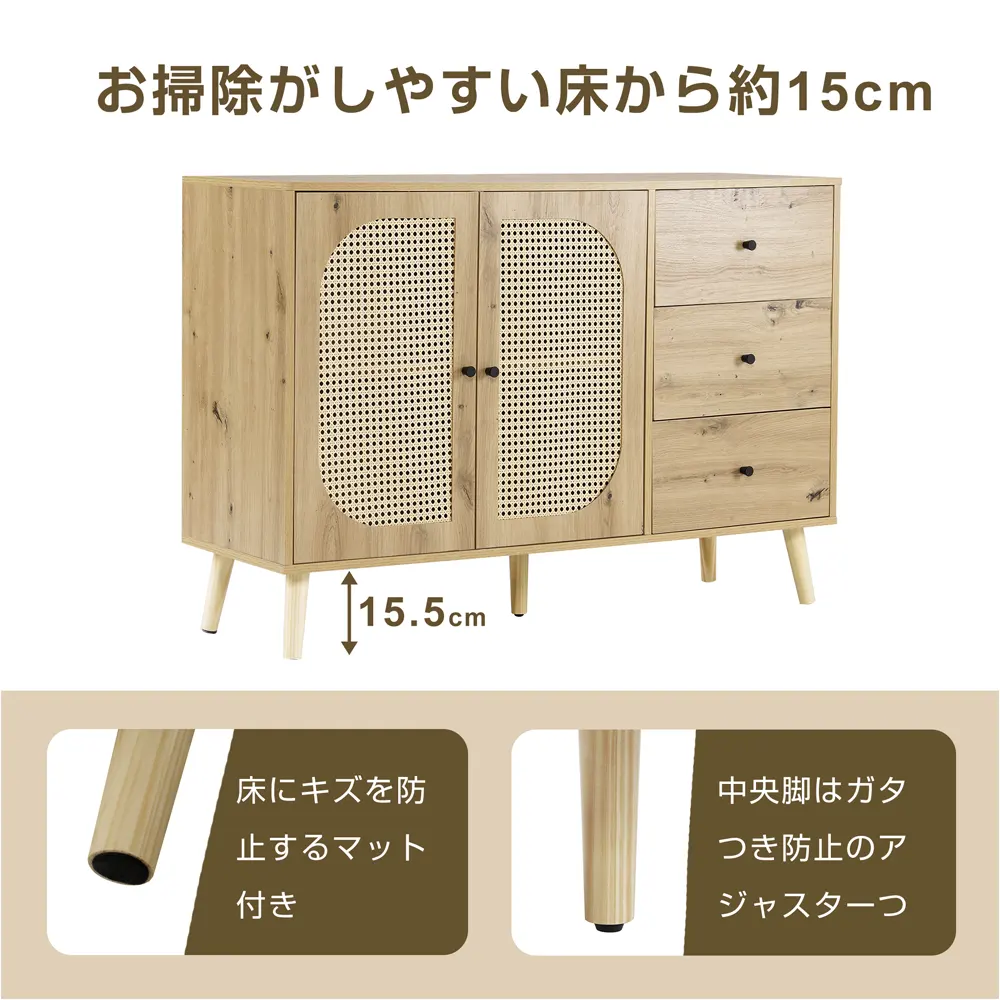 お掃除がしやすい床から約15cm
15.5cm
床にキズを防
止するマット
付き
中央脚はガタ
つき防止のア
ジャスターつ